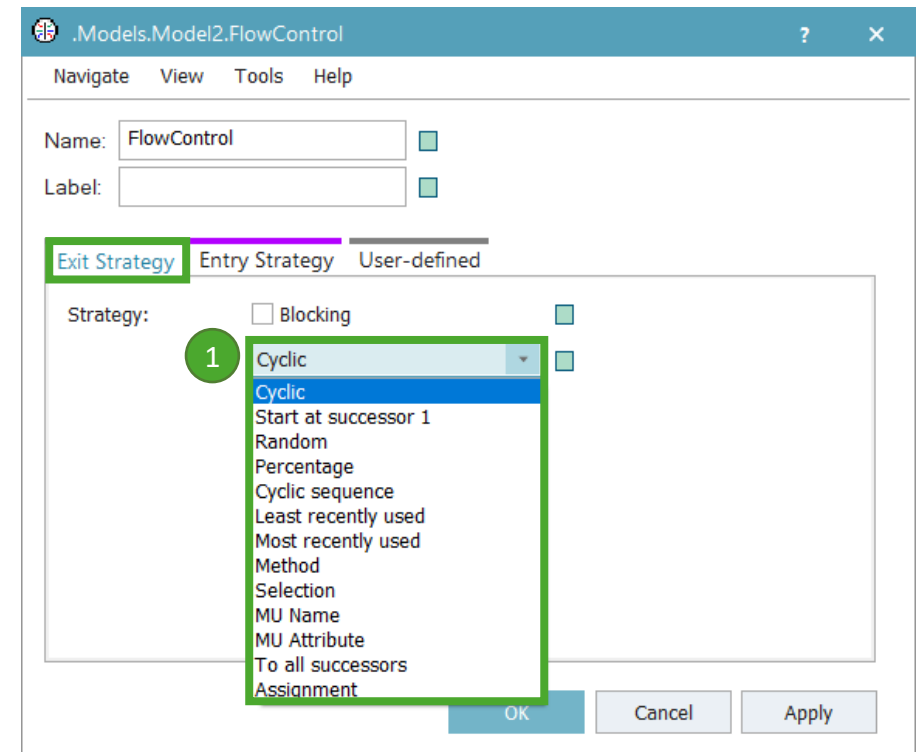 .Models.Model2.FlowControl ? ×
Navigate View Tools Help
Name: FlowControl
Label:
Exit Strategy Entry Strategy User-defined
Strategy: Blocking
1 Cyclic
Cyclic
Start at successor 1
Random
Percentage
Cyclic sequence
Least recently used
Most recently used
Method
Selection
MU Name
MU Attribute
To all successors
Assignment
OK Cancel Apply